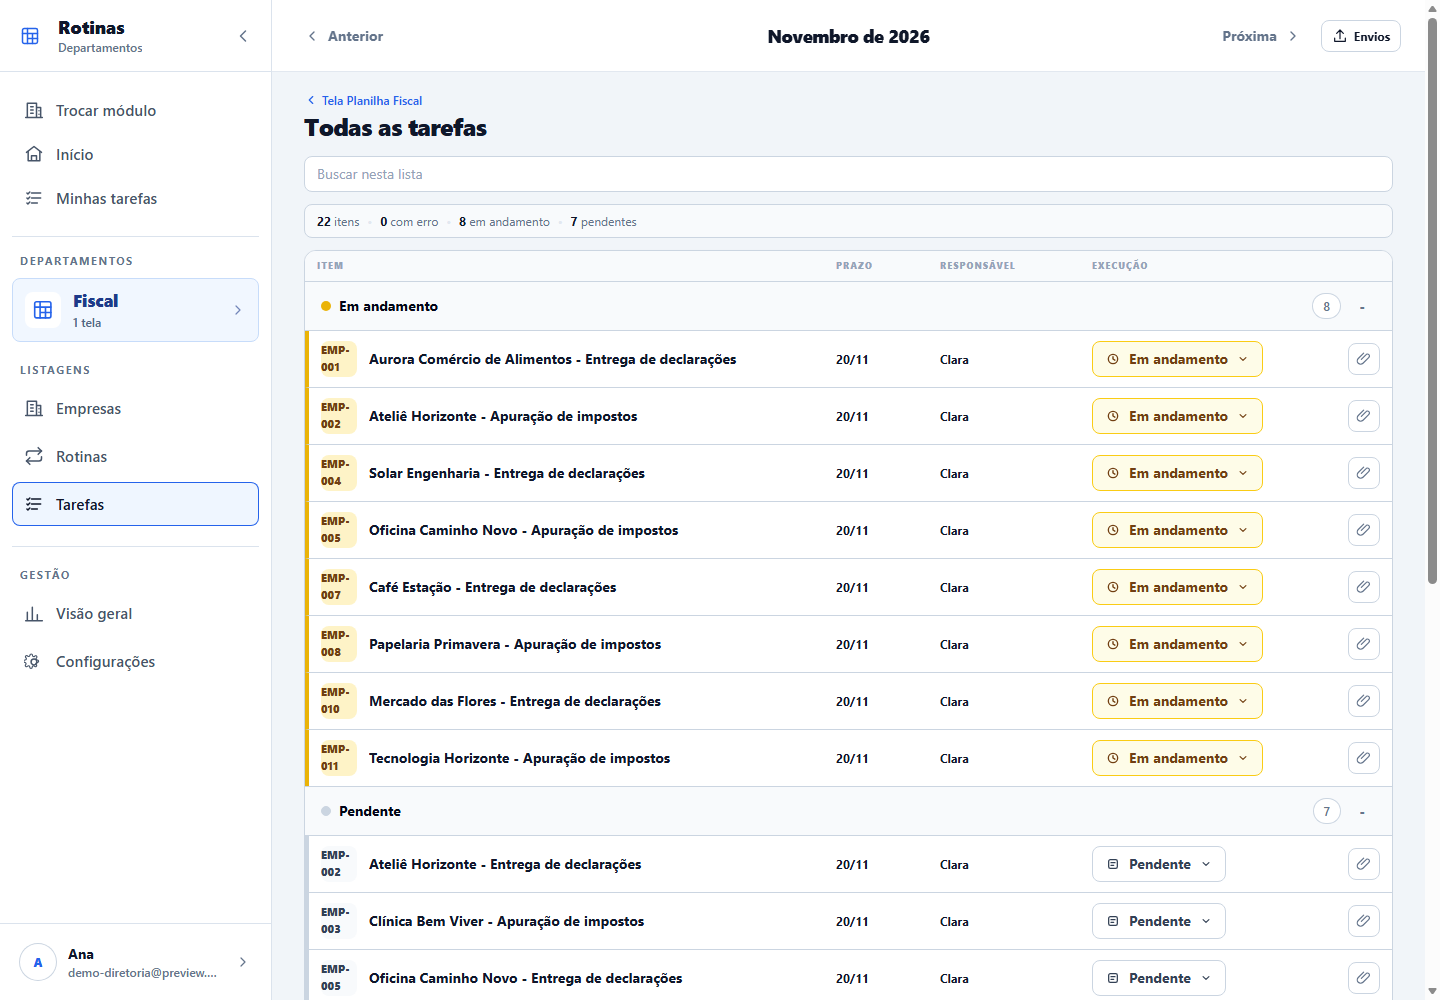 Rotinas
Departamentos
Trocar módulo
Início
Minhas tarefas
DEPARTAMENTOS
Fiscal
1 tela
LISTAGENS
Empresas
Rotinas
Tarefas
GESTÃO
Visão geral
Configurações
A
Ana
demo-diretoria@preview....
Anterior
Novembro de 2026
Próxima
Envios
Tela Planilha Fiscal
Todas as tarefas
Buscar nesta lista
22 itens · 0 com erro · 8 em andamento · 7 pendentes
ITEM PRAZO RESPONSÁVEL EXECUÇÃO
Em andamento 8 -
EMP-001 Aurora Comércio de Alimentos - Entrega de declarações 20/11 Clara Em andamento
EMP-002 Ateliê Horizonte - Apuração de impostos 20/11 Clara Em andamento
EMP-004 Solar Engenharia - Entrega de declarações 20/11 Clara Em andamento
EMP-005 Oficina Caminho Novo - Apuração de impostos 20/11 Clara Em andamento
EMP-007 Café Estação - Entrega de declarações 20/11 Clara Em andamento
EMP-008 Papelaria Primavera - Apuração de impostos 20/11 Clara Em andamento
EMP-010 Mercado das Flores - Entrega de declarações 20/11 Clara Em andamento
EMP-011 Tecnologia Horizonte - Apuração de impostos 20/11 Clara Em andamento
Pendente 7 -
EMP-002 Ateliê Horizonte - Entrega de declarações 20/11 Clara Pendente
EMP-003 Clínica Bem Viver - Apuração de impostos 20/11 Clara Pendente
EMP-005 Oficina Caminho Novo - Entrega de declarações 20/11 Clara Pendente